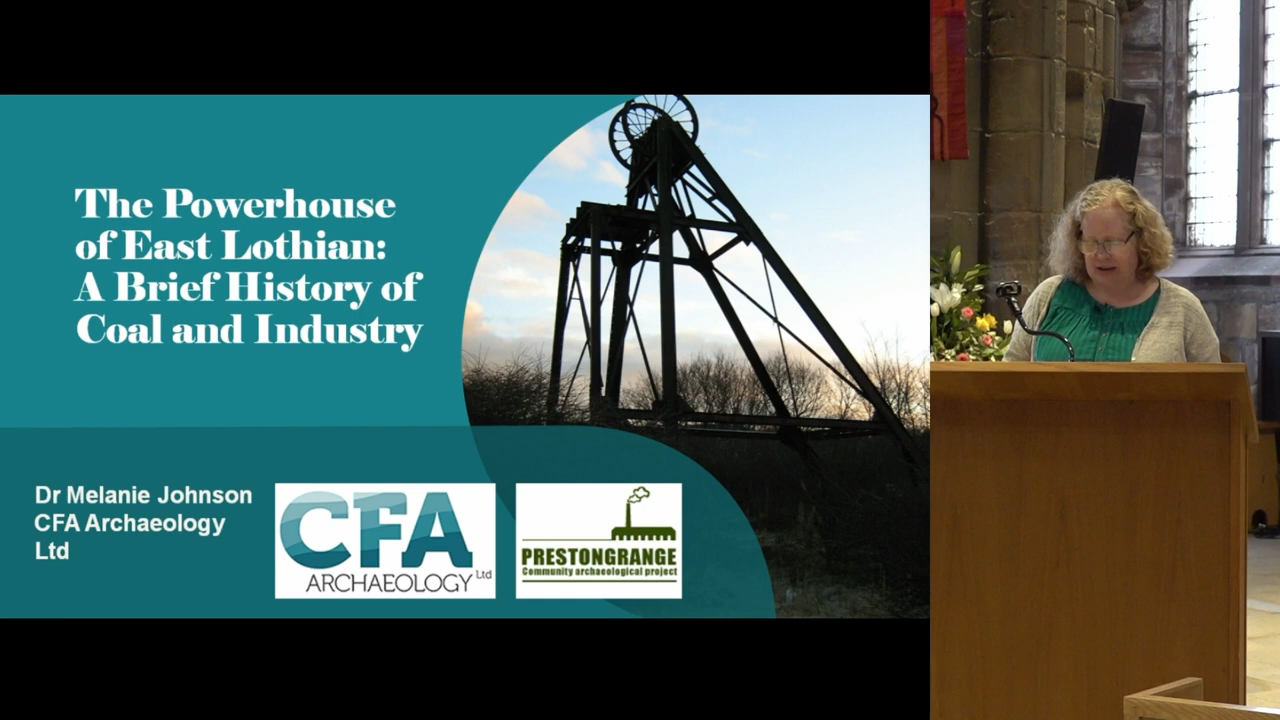 The Powerhouse
of East Lothian:
A Brief History of
Coal and Industry
Dr Melanie Johnson
CFA Archaeology
Ltd
CFA
ARCHAEOLOGY Ltd
PRESTONGRANGE
Community archaeological project